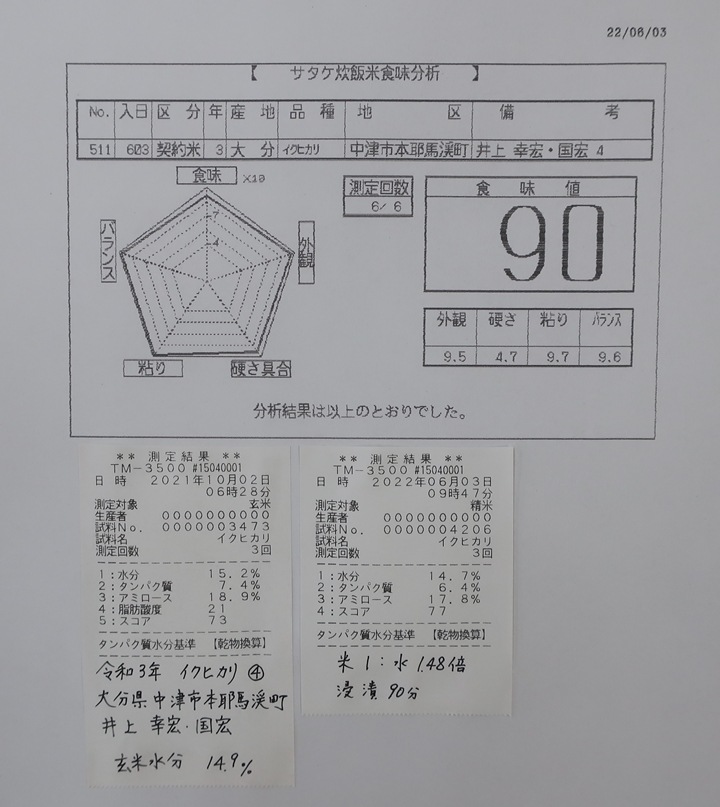 22/06/03
【 サタケ炊飯米食味分析 】
No. 入日 区分 年 産地 品種 地区 備考
511 603 契約米 3 大分 イクヒカリ 中津市本耶馬渓町 井上 幸宏・国宏 4
食味 ×10
測定回数
6/ 6
食味値
90
7
4
バランス
外観
粘り
硬さ具合
外観 硬さ 粘り バランス
9.5 4.7 9.7 9.6
分析結果は以上のとおりでした。
** 測定結果 **
TM-3500 #15040001
日時 2021年10月02日
06時28分
測定対象 玄米
生産者 0000000000
試料No. 0000003473
試料名 イクヒカリ
測定回数 3回
1:水分 15.2%
2:タンパク質 7.4%
3:アミロース 18.9%
4:脂肪酸度 21
5:スコア 73
タンパク質水分基準 【乾物換算】
令和3年 イクヒカリ ④
大分県中津市本耶馬渓町
井上 幸宏・国宏
玄米水分 14.9%
** 測定結果 **
TM-3500 #15040001
日時 2022年06月03日
09時47分
測定対象 精米
生産者 0000000000
試料No. 0000004206
試料名 イクヒカリ
測定回数 3回
1:水分 14.7%
2:タンパク質 6.4%
3:アミロース 17.8%
4:スコア 77
タンパク質水分基準 【乾物換算】
米1:水1.48倍
浸漬90分